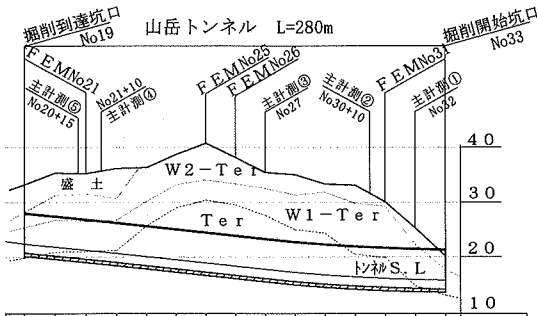 掘削到達坑口
No19
山岳トンネル L=280m
掘削開始坑口
No33
FEMNo21
主計測⑤
No20+15
No21+10
主計測④
FEMNo25
FEMNo26
主計測③
No27
主計測②
No30+10
FEMNo31
主計測①
No32
40
盛土
W2-Ter
30
Ter
W1-Ter
20
トンネルS.L
10